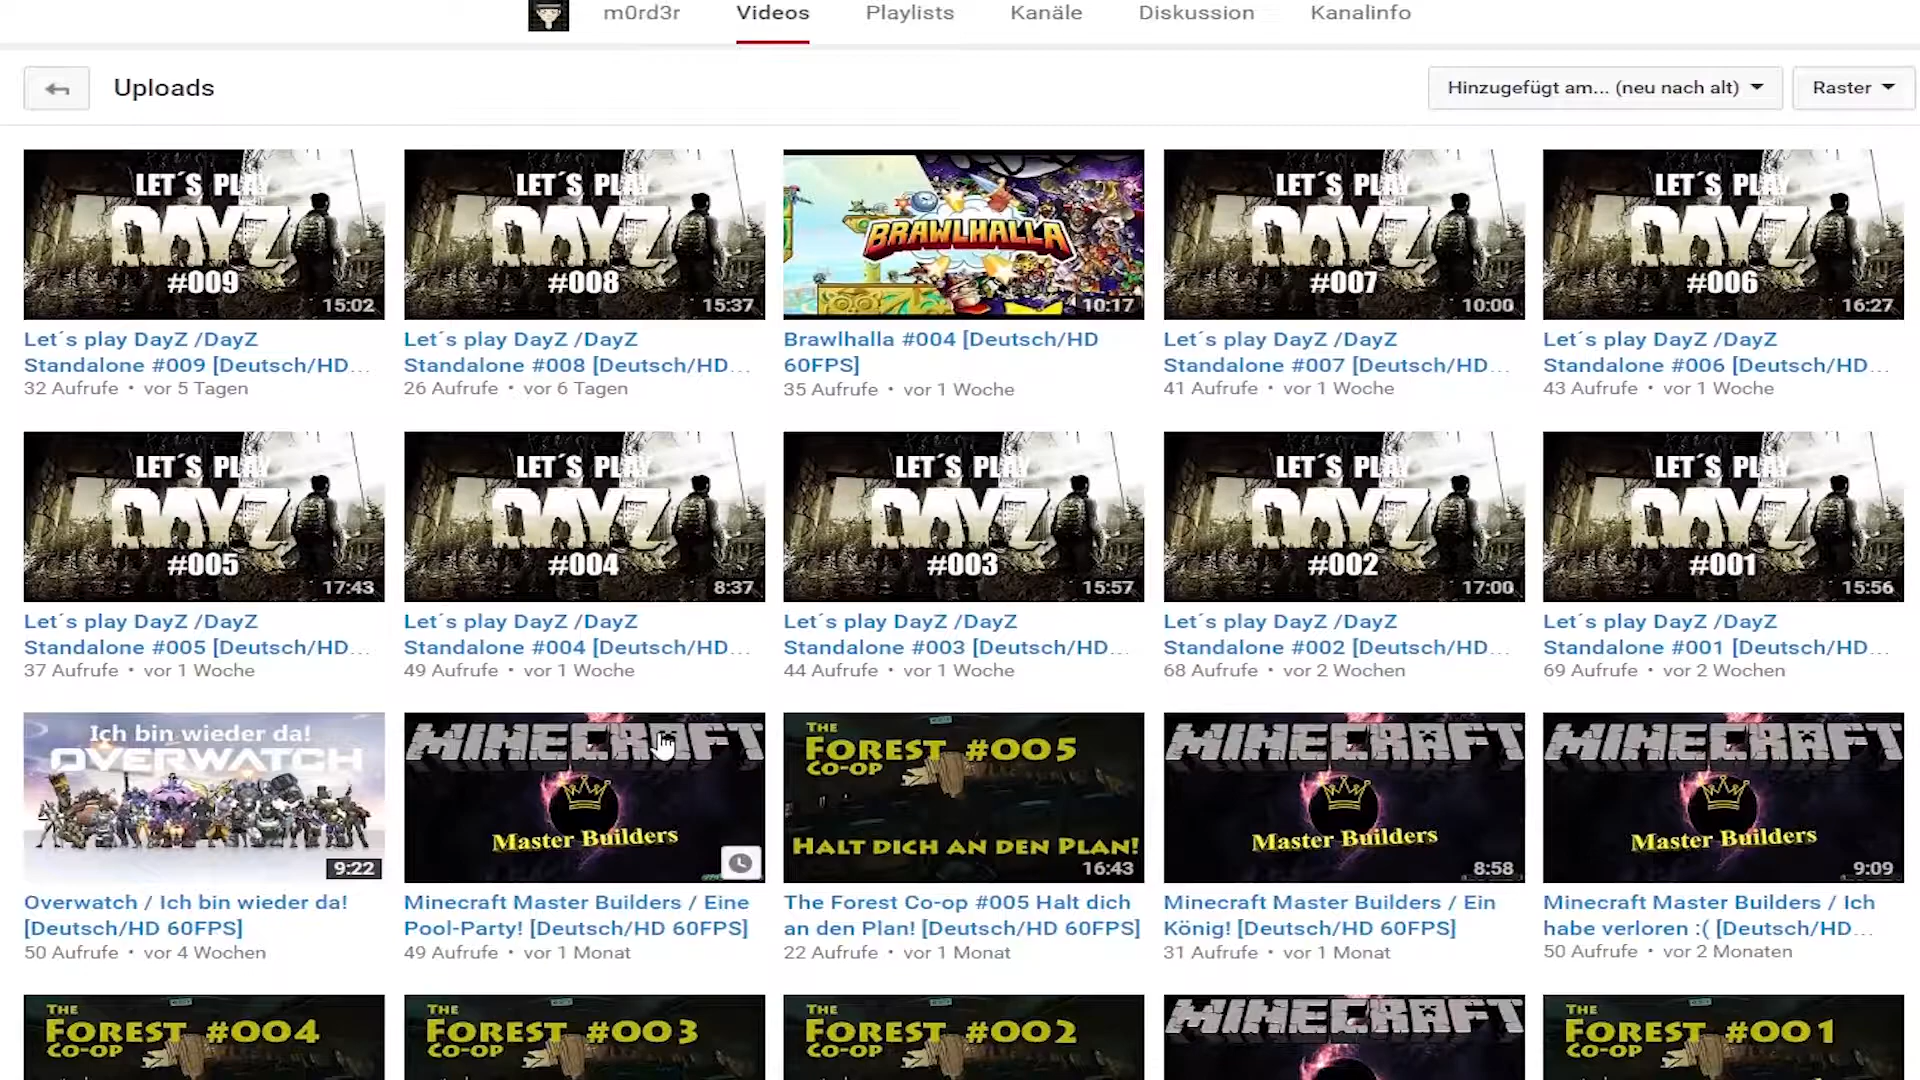 m0rd3r Videos Playlists Kanäle Diskussion Kanalinfo
Uploads Hinzugefügt am... (neu nach alt) Raster
LET´S PLAY DAYZ #009 15:02
LET´S PLAY DAYZ #008 15:37
BRAWLHALLA 10:17
LET´S PLAY DAYZ #007 10:00
LET´S PLAY DAYZ #006 16:27
Let´s play DayZ /DayZ
Standalone #009 [Deutsch/HD...
32 Aufrufe • vor 5 Tagen
Let´s play DayZ /DayZ
Standalone #008 [Deutsch/HD...
26 Aufrufe • vor 6 Tagen
Brawlhalla #004 [Deutsch/HD
60FPS]
35 Aufrufe • vor 1 Woche
Let´s play DayZ /DayZ
Standalone #007 [Deutsch/HD...
41 Aufrufe • vor 1 Woche
Let´s play DayZ /DayZ
Standalone #006 [Deutsch/HD...
43 Aufrufe • vor 1 Woche
LET´S PLAY DAYZ #005 17:43
LET´S PLAY DAYZ #004 8:37
LET´S PLAY DAYZ #003 15:57
LET´S PLAY DAYZ #002 17:00
LET´S PLAY DAYZ #001 15:56
Let´s play DayZ /DayZ
Standalone #005 [Deutsch/HD...
37 Aufrufe • vor 1 Woche
Let´s play DayZ /DayZ
Standalone #004 [Deutsch/HD...
49 Aufrufe • vor 1 Woche
Let´s play DayZ /DayZ
Standalone #003 [Deutsch/HD...
44 Aufrufe • vor 1 Woche
Let´s play DayZ /DayZ
Standalone #002 [Deutsch/HD...
68 Aufrufe • vor 2 Wochen
Let´s play DayZ /DayZ
Standalone #001 [Deutsch/HD...
69 Aufrufe • vor 2 Wochen
Ich bin wieder da!
OVERWATCH
9:22
MINECRAFT
Master Builders
THE FOREST #005
CO-OP
HALT DICH AN DEN PLAN!
16:43
MINECRAFT
Master Builders
8:58
MINECRAFT
Master Builders
9:09
Overwatch / Ich bin wieder da!
[Deutsch/HD 60FPS]
50 Aufrufe • vor 4 Wochen
Minecraft Master Builders / Eine
Pool-Party! [Deutsch/HD 60FPS]
49 Aufrufe • vor 1 Monat
The Forest Co-op #005 Halt dich
an den Plan! [Deutsch/HD 60FPS]
22 Aufrufe • vor 1 Monat
Minecraft Master Builders / Ein
König! [Deutsch/HD 60FPS]
31 Aufrufe • vor 1 Monat
Minecraft Master Builders / Ich
habe verloren :( [Deutsch/HD...
50 Aufrufe • vor 2 Monaten
THE FOREST #004
CO-OP
THE FOREST #003
CO-OP
THE FOREST #002
CO-OP
MINECRAFT
THE FOREST #001
CO-OP